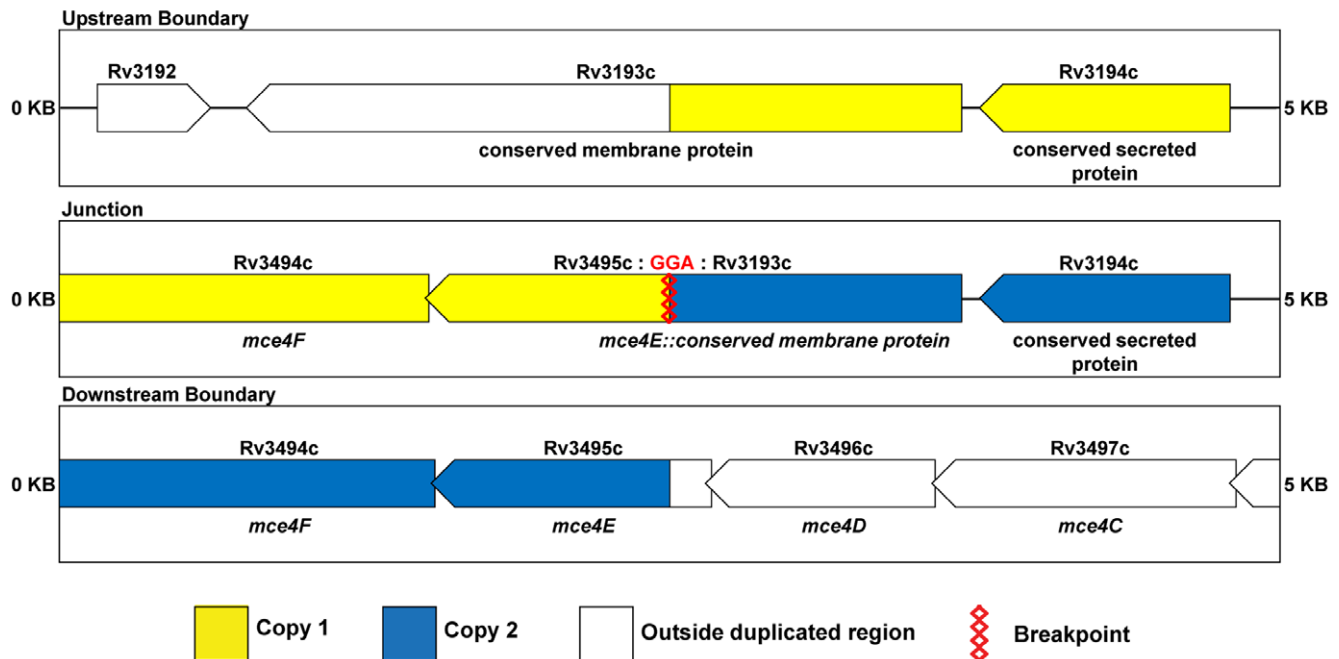 Upstream Boundary
Rv3192 Rv3193c Rv3194c
0 KB 5 KB
conserved membrane protein conserved secreted
protein
Junction
Rv3494c Rv3495c : GGA : Rv3193c Rv3194c
0 KB 5 KB
mce4F mce4E::conserved membrane protein conserved secreted
protein
Downstream Boundary
Rv3494c Rv3495c Rv3496c Rv3497c
0 KB 5 KB
mce4F mce4E mce4D mce4C
Copy 1 Copy 2 Outside duplicated region Breakpoint